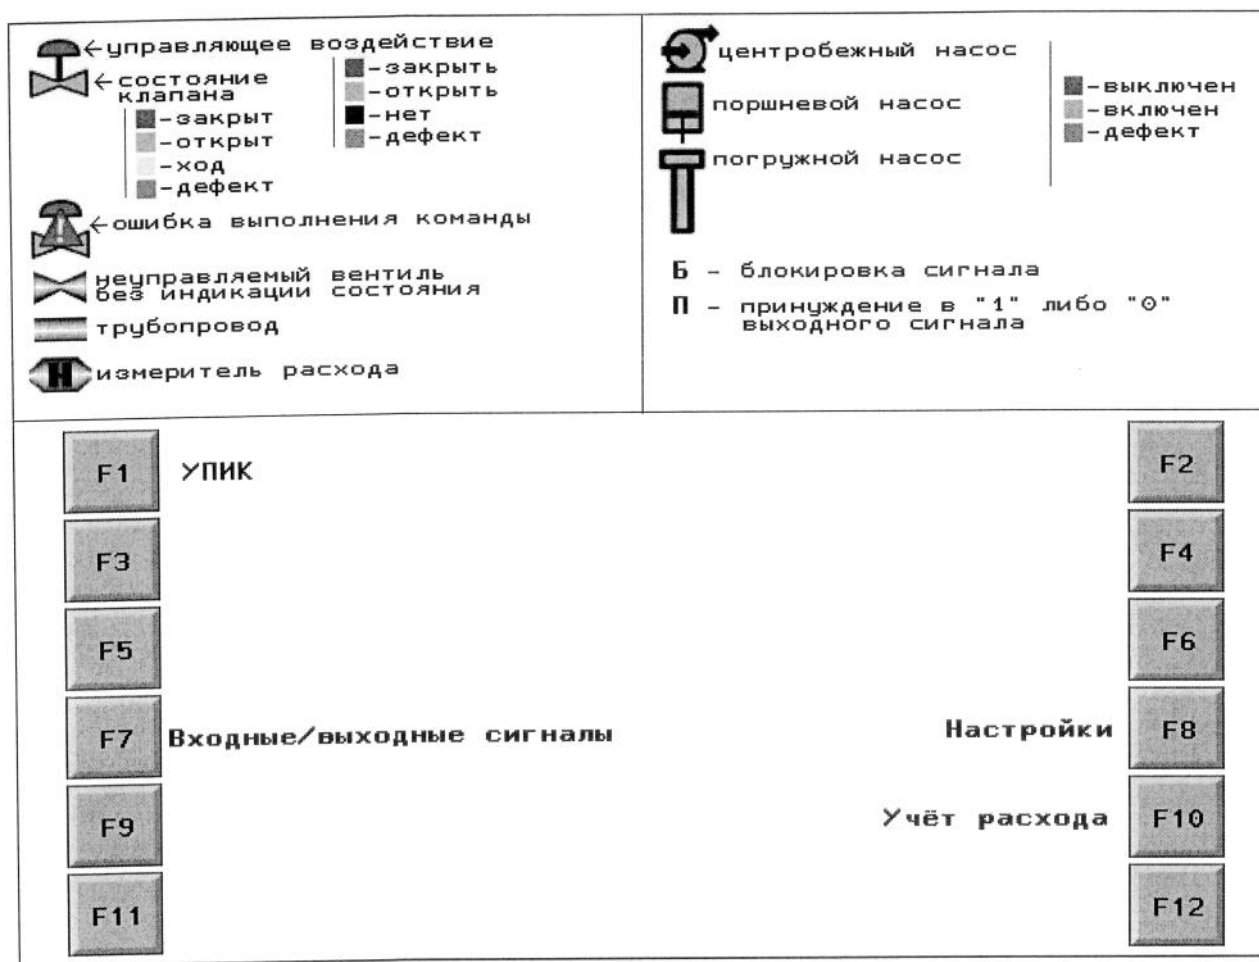 ←управляющее воздействие
←состояние
клапана
-закрыт
-открыт
-ход
-дефект
-закрыть
-открыть
-нет
-дефект
←ошибка выполнения команды
неуправляемый вентиль
без индикации состояния
трубопровод
Н
измеритель расхода
центробежный насос
поршневой насос
погружной насос
-выключен
-включен
-дефект
Б - блокировка сигнала
П - принуждение в "1" либо "0"
выходного сигнала
F1 УПИК
F2
F3
F4
F5
F6
F7 Входные/выходные сигналы
Настройки F8
F9
Учёт расхода F10
F11
F12